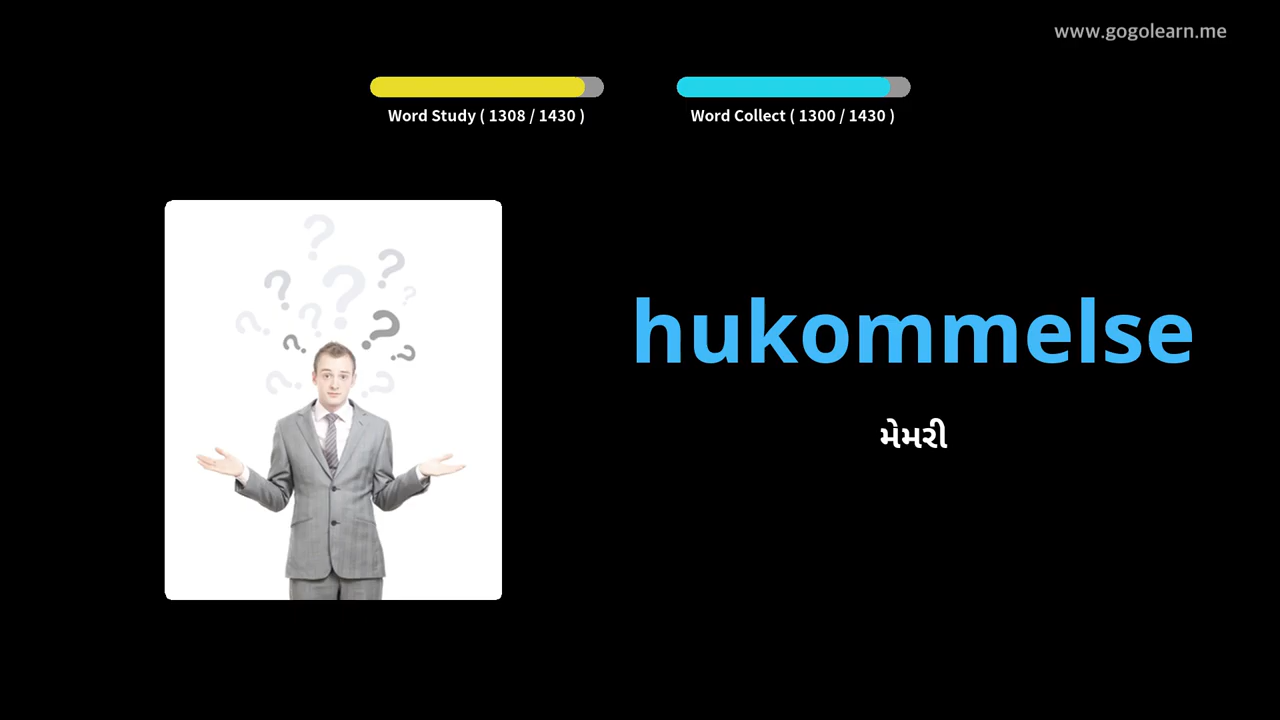 www.gogolearn.me
Word Study ( 1308 / 1430 )
Word Collect ( 1300 / 1430 )
hukommelse
મેમરી